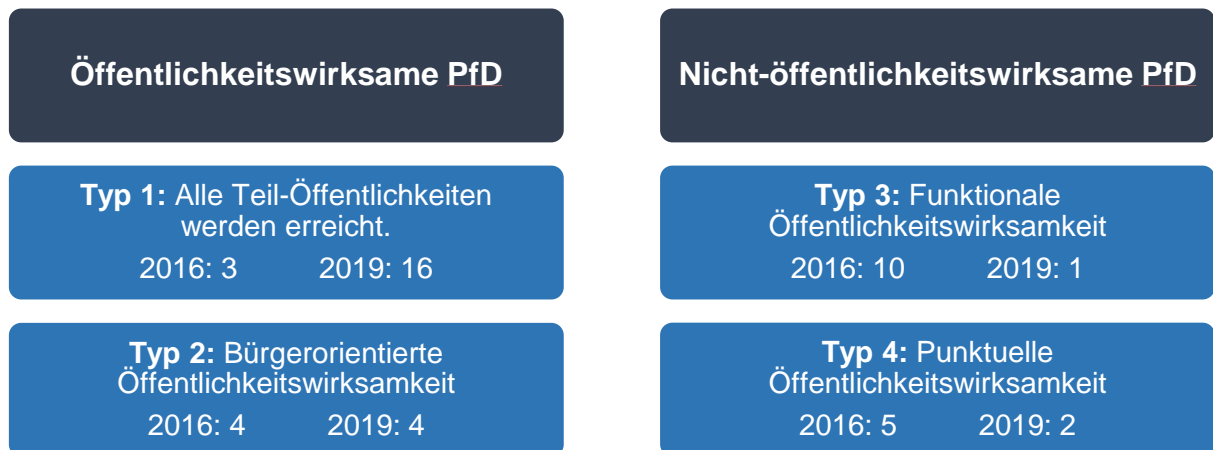 Öffentlichkeitswirksame PfD
Typ 1: Alle Teil-Öffentlichkeiten
werden erreicht.
2016: 3 2019: 16
Typ 2: Bürgerorientierte
Öffentlichkeitswirksamkeit
2016: 4 2019: 4
Nicht-öffentlichkeitswirksame PfD
Typ 3: Funktionale
Öffentlichkeitswirksamkeit
2016: 10 2019: 1
Typ 4: Punktuelle
Öffentlichkeitswirksamkeit
2016: 5 2019: 2